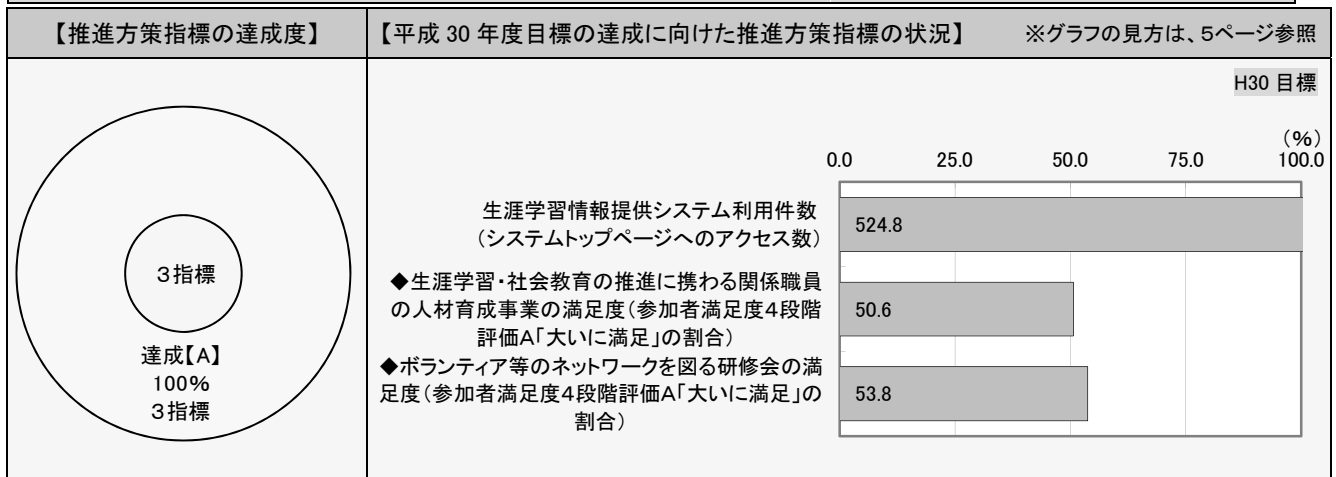 【推進方策指標の達成度】
【平成 30 年度目標の達成に向けた推進方策指標の状況】 ※グラフの見方は、5ページ参照
3指標
達成【A】
100%
3指標
H30 目標
(%)
0.0 25.0 50.0 75.0 100.0
生涯学習情報提供システム利用件数
(システムトップページへのアクセス数)
524.8
◆生涯学習・社会教育の推進に携わる関係職員
の人材育成事業の満足度(参加者満足度4段階
評価A「大いに満足」の割合)
50.6
◆ボランティア等のネットワークを図る研修会の満
足度(参加者満足度4段階評価A「大いに満足」の
割合)
53.8